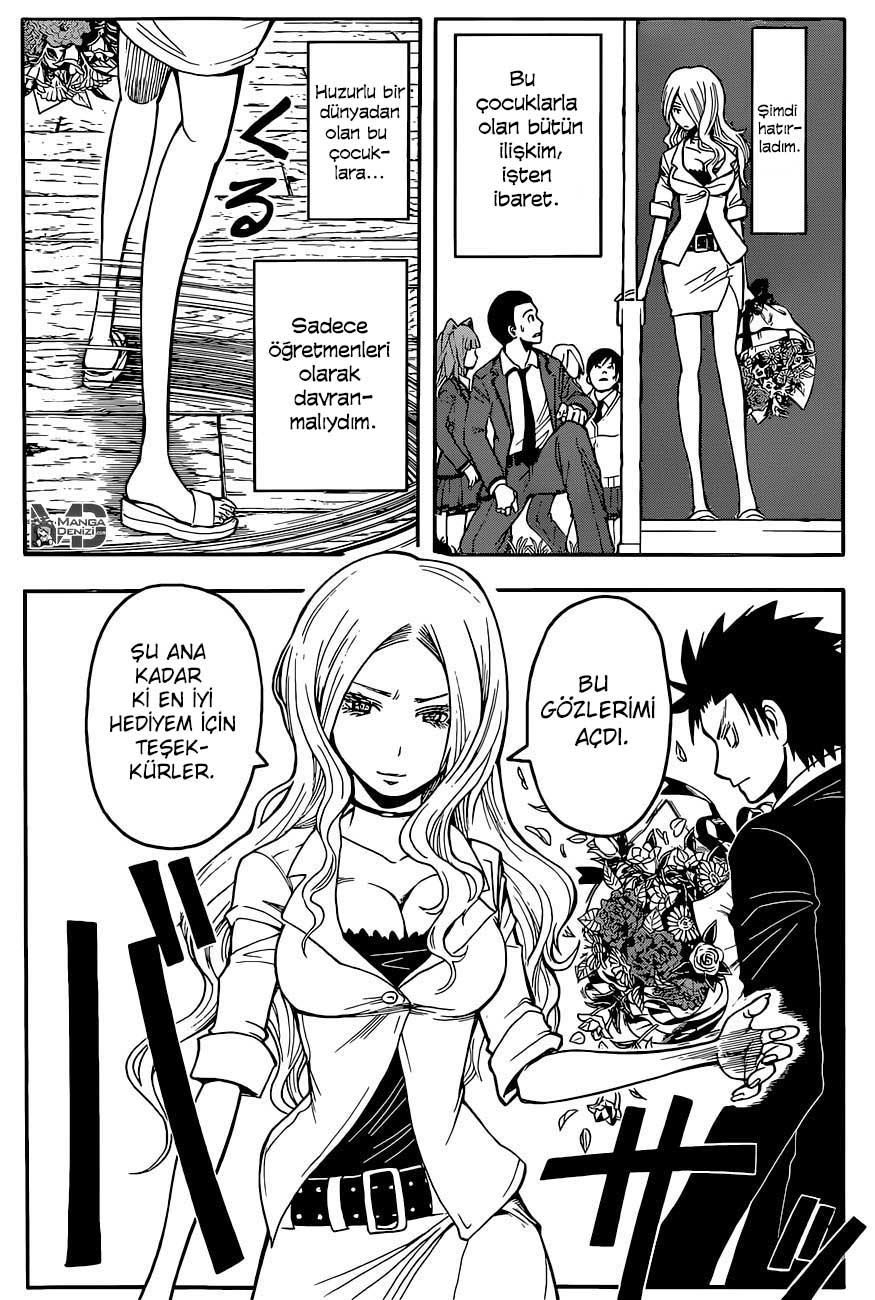 Şimdi
hatır-
ladım.
Bu
çocuklarla
olan bütün
ilişkim,
işten
ibaret.
Huzurlu bir
dünyadan
olan bu
çocuk-
lara...
くる
Sadece
öğretmenleri
olarak
davran-
malıydım.
MANGA
DENİZİ
BU
GÖZLERİMİ
AÇDI.
ŞU ANA
KADAR
Kİ EN İYİ
HEDİYEM İÇİN
TEŞEK-
KÜRLER.